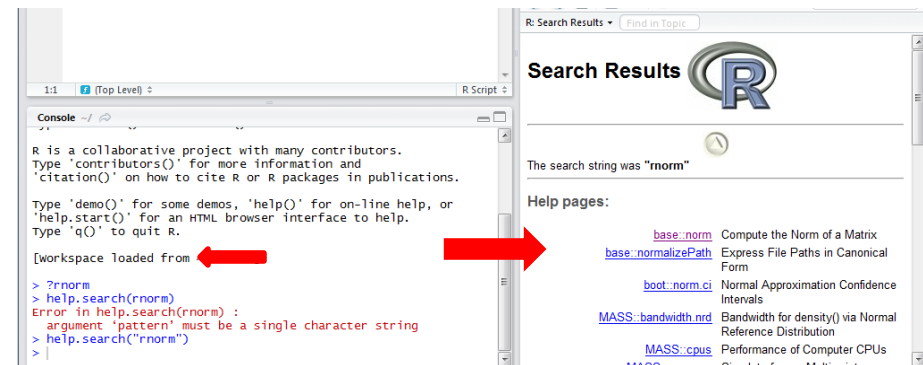 R: Search Results
Find in Topic
1:1
(Top Level)
R Script
Console ~/
R is a collaborative project with many contributors.
Type 'contributors()' for more information and
'citation()' on how to cite R or R packages in publications.
Type 'demo()' for some demos, 'help()' for on-line help, or
'help.start()' for an HTML browser interface to help.
Type 'q()' to quit R.
[Workspace loaded from
> ?rnorm
> help.search(rnorm)
Error in help.search(rnorm) :
argument ‘pattern’ must be a single character string
> help.search("rnorm")
>
Search Results
R
The search string was "rnorm"
Help pages:
base::norm Compute the Norm of a Matrix
base::normalizePath Express File Paths in Canonical
Form
boot::norm.ci Normal Approximation Confidence
Intervals
MASS::bandwidth.nrd Bandwidth for density() via Normal
Reference Distribution
MASS::cpus Performance of Computer CPUs